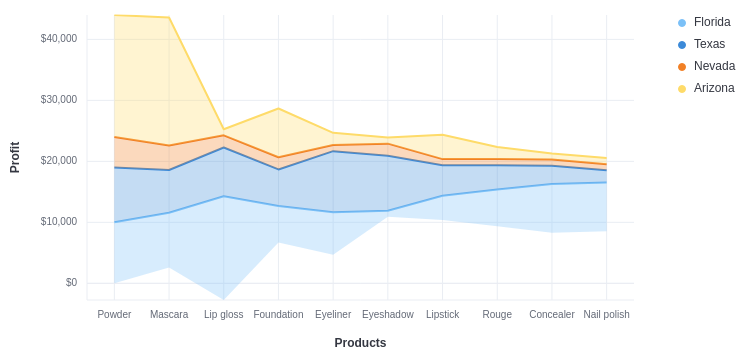 Florida
Texas
Nevada
Arizona
$40,000
$30,000
$20,000
$10,000
$0
Profit
Powder Mascara Lip gloss Foundation Eyeliner Eyeshadow Lipstick Rouge Concealer Nail polish
Products